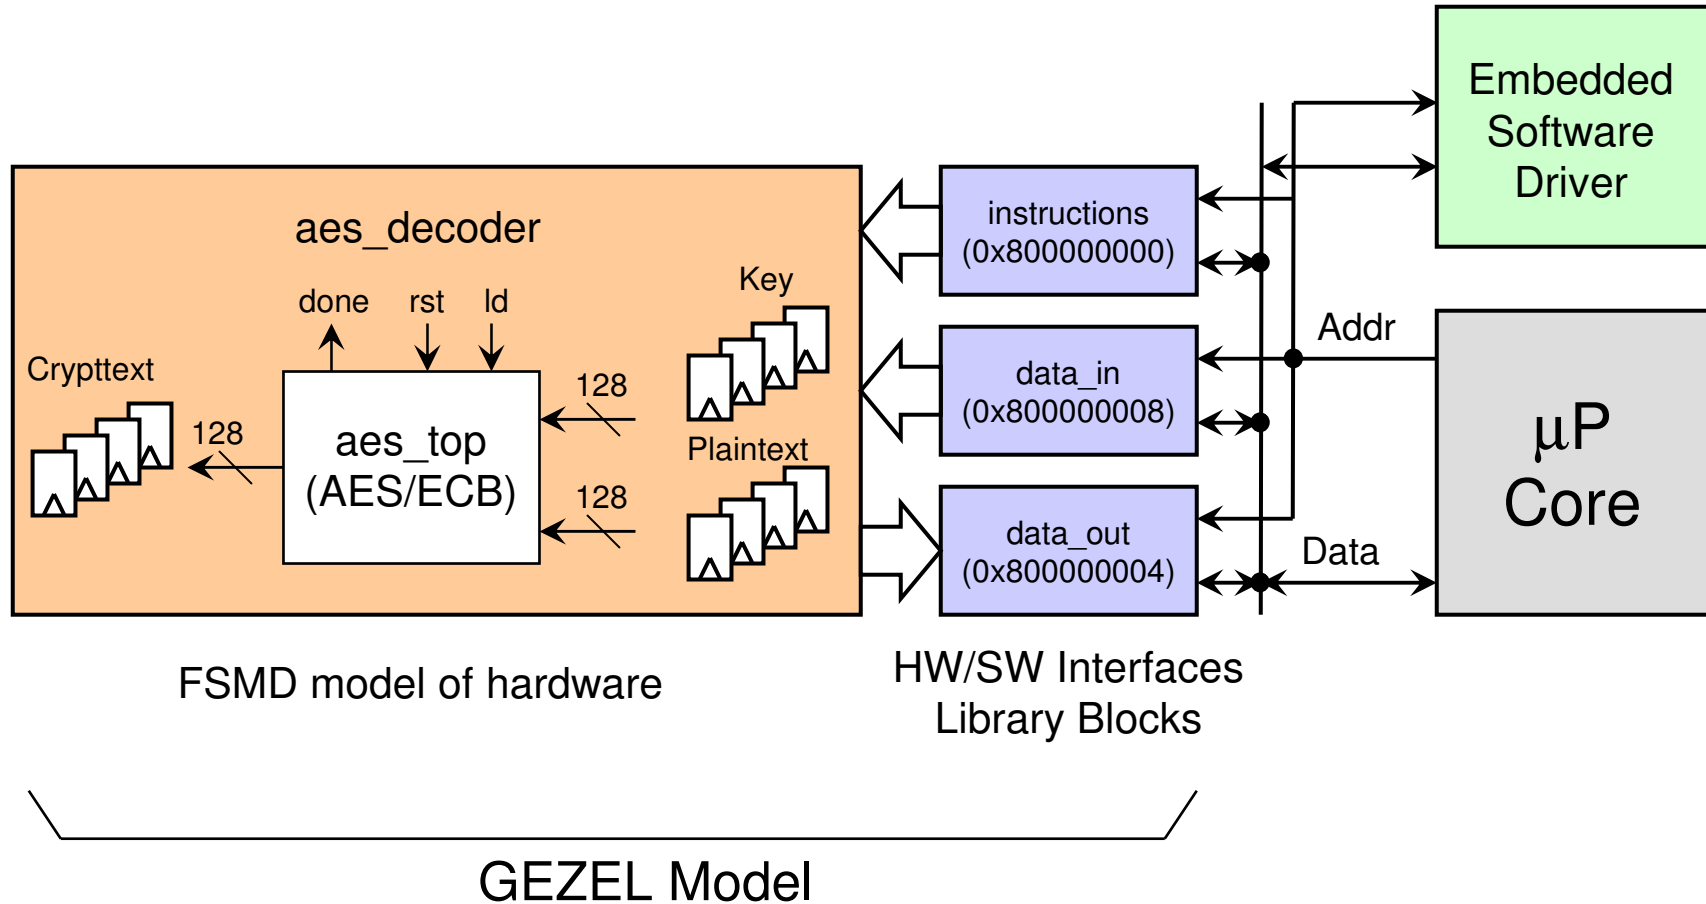 Embedded
Software
Driver
aes_decoder
instructions
(0x800000000)
Key
done
rst
ld
Addr
Crypttext
128
data_in
(0x800000008)
128
aes_top
(AES/ECB)
Plaintext
128
μP
Core
data_out
(0x800000004)
Data
FSMD model of hardware
HW/SW Interfaces
Library Blocks
GEZEL Model